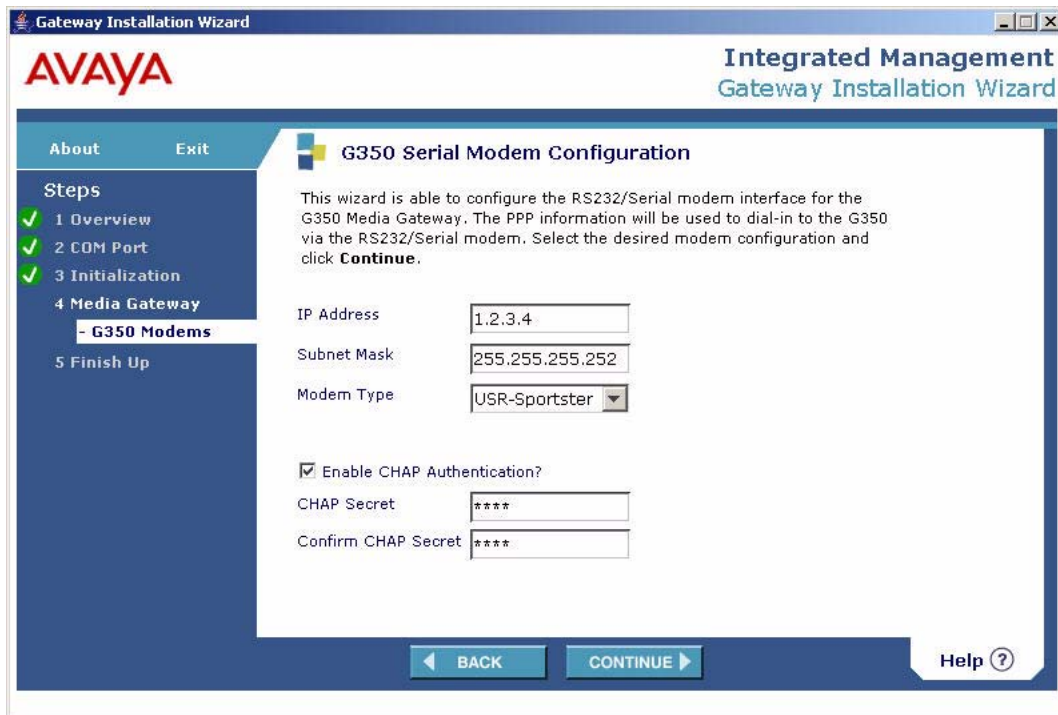 Gateway Installation Wizard
AVAYA
Integrated Management
Gateway Installation Wizard
About Exit
Steps
1 Overview
2 COM Port
3 Initialization
4 Media Gateway
- G350 Modems
5 Finish Up
G350 Serial Modem Configuration
This wizard is able to configure the RS232/Serial modem interface for the
G350 Media Gateway. The PPP information will be used to dial-in to the G350
via the RS232/Serial modem. Select the desired modem configuration and
click Continue.
IP Address 1.2.3.4
Subnet Mask 255.255.255.252
Modem Type USR-Sportster
Enable CHAP Authentication?
CHAP Secret ****
Confirm CHAP Secret ****
BACK CONTINUE
Help ?